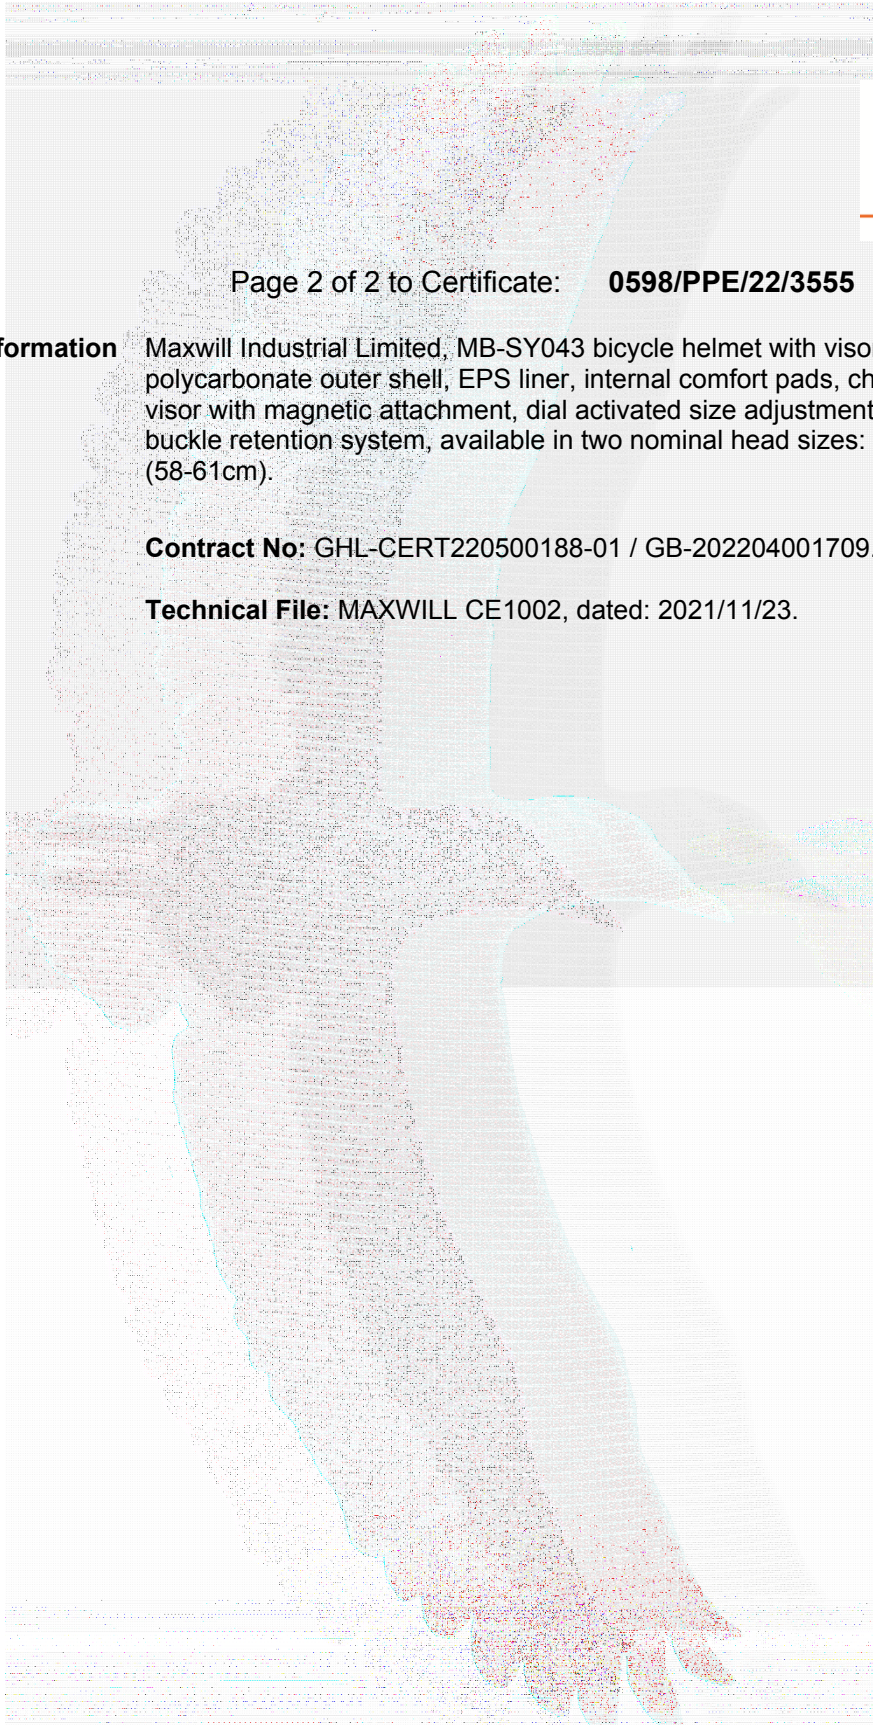 Page 2 of 2 to Certificate: 0598/PPE/22/3555
formation Maxwill Industrial Limited, MB-SY043 bicycle helmet with visor
polycarbonate outer shell, EPS liner, internal comfort pads, ch
visor with magnetic attachment, dial activated size adjustment
buckle retention system, available in two nominal head sizes:
(58-61cm).
Contract No: GHL-CERT220500188-01 / GB-202204001709.
Technical File: MAXWILL CE1002, dated: 2021/11/23.